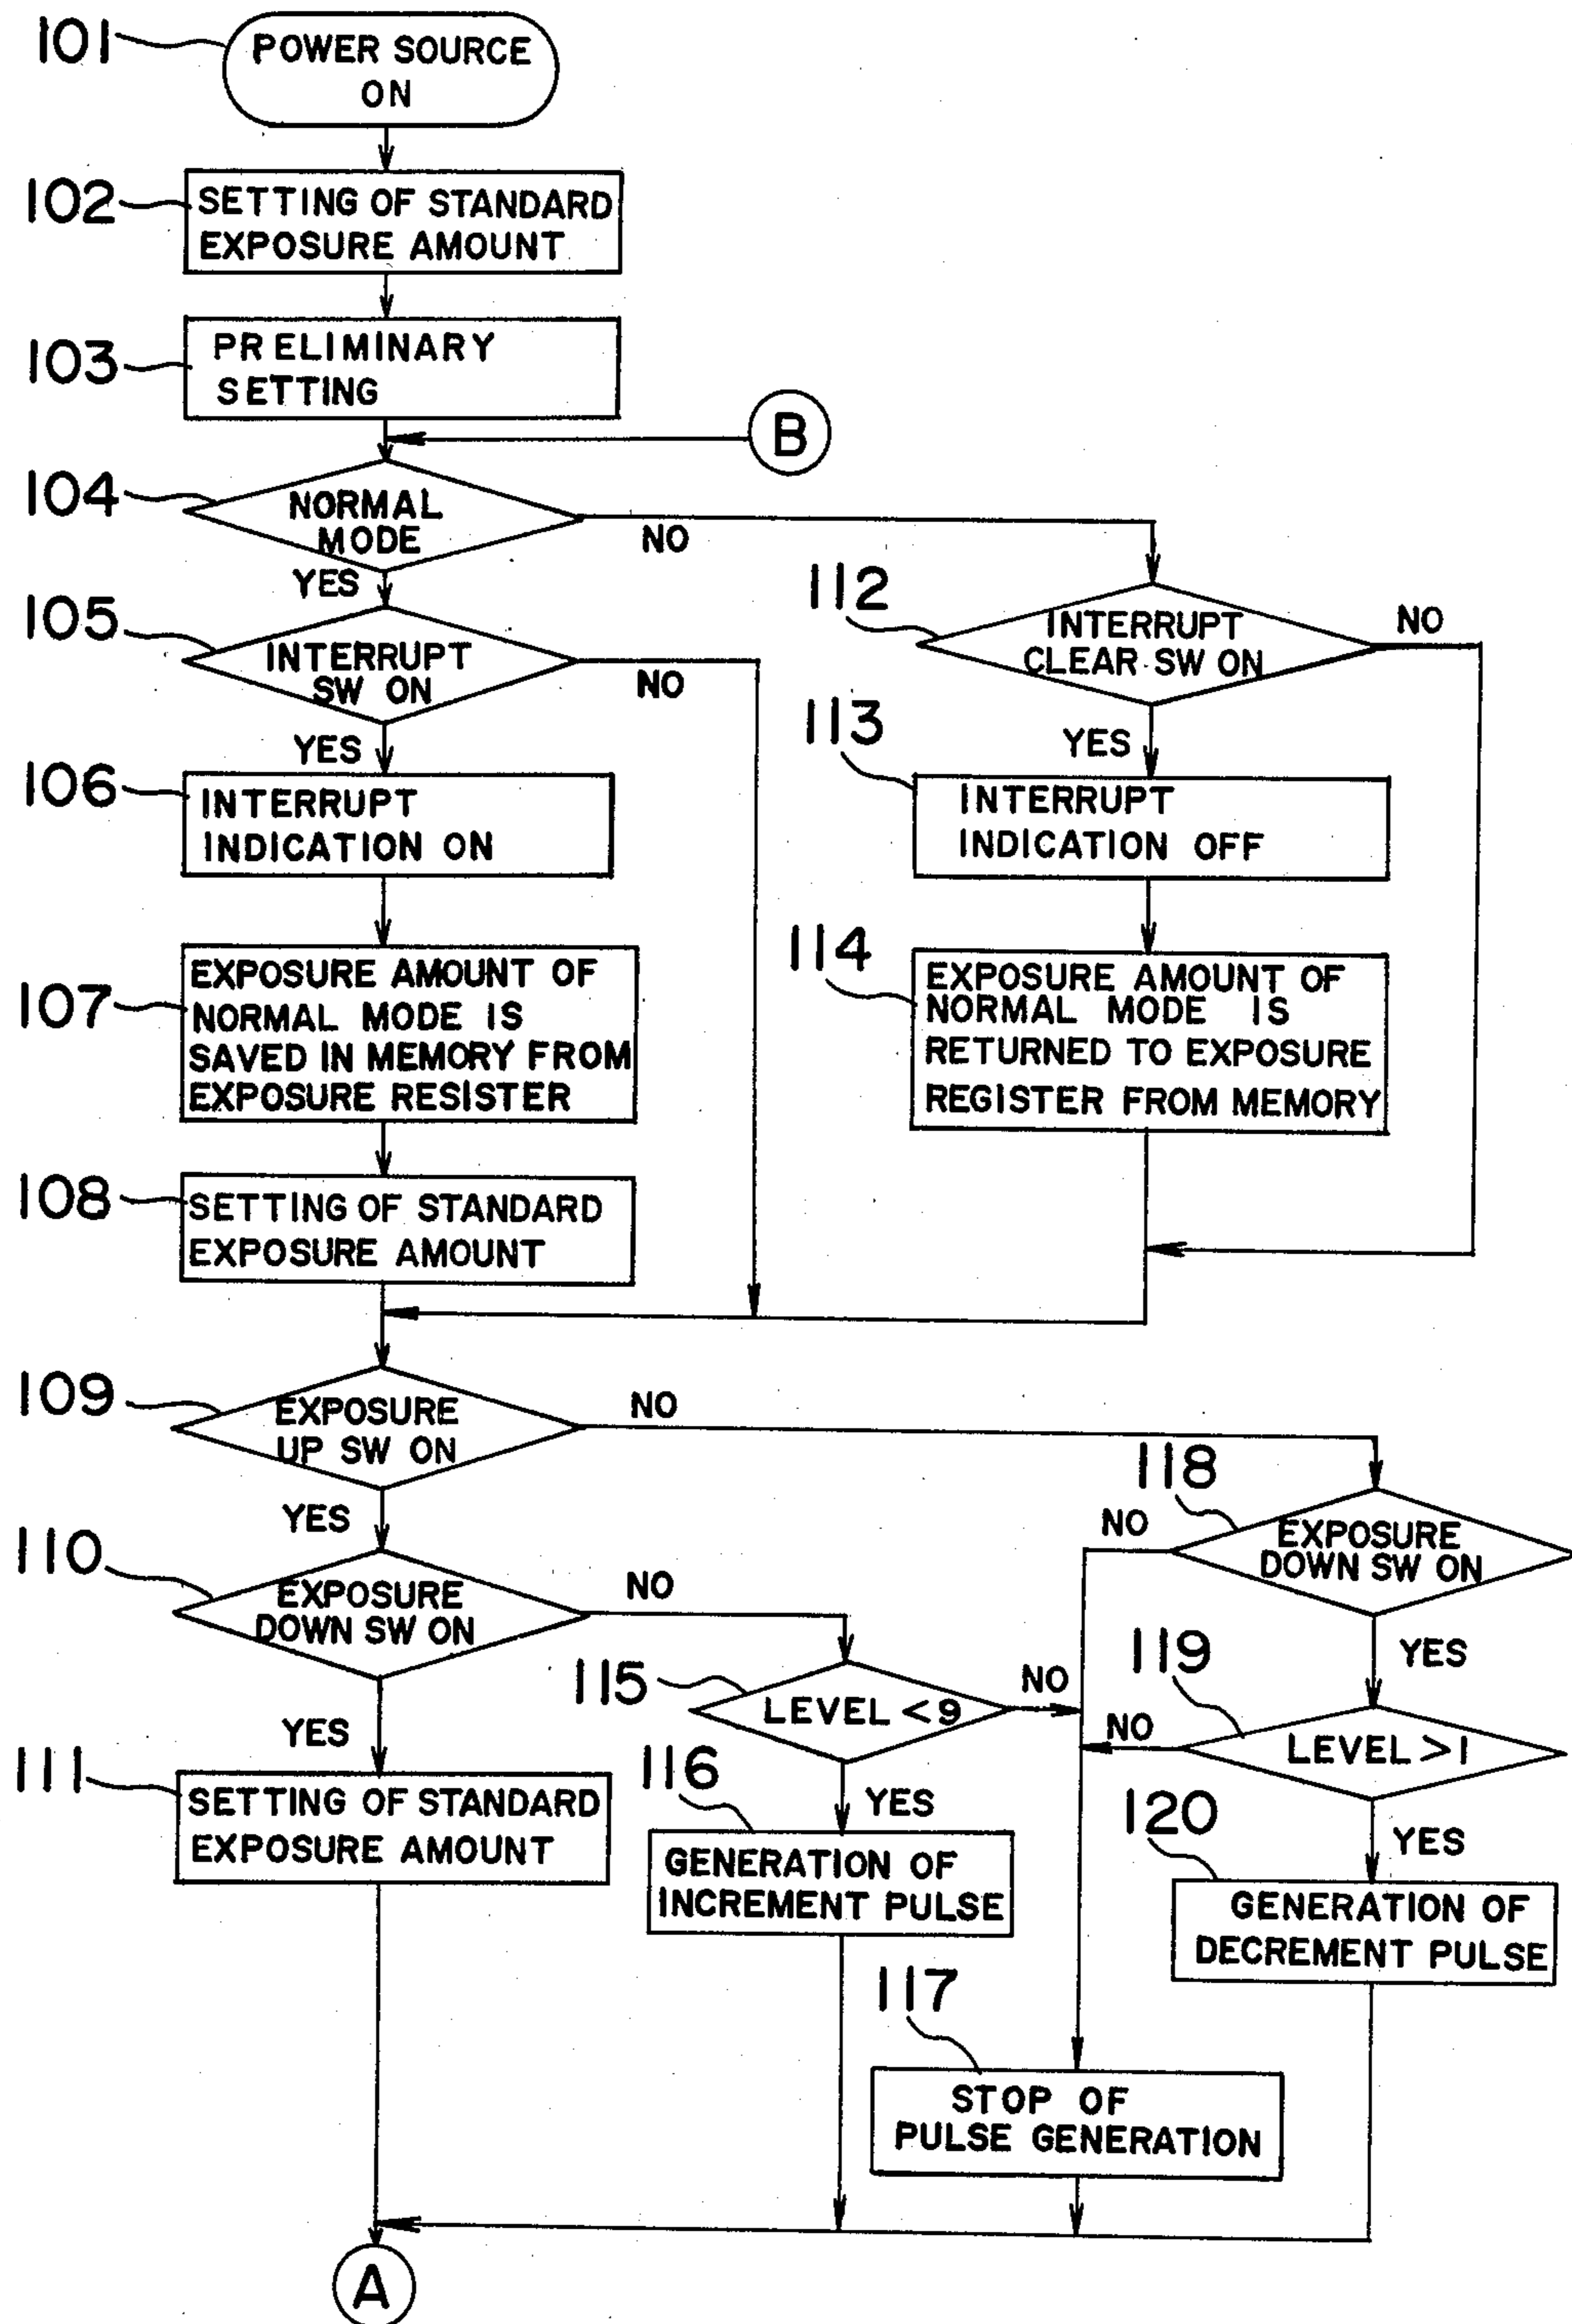 101
POWER SOURCE
ON
102
SETTING OF STANDARD
EXPOSURE AMOUNT
103
PRELIMINARY
SETTING
B
104
NORMAL
MODE
NO
YES
105
INTERRUPT
SW ON
NO
YES
112
INTERRUPT
CLEAR SW ON
NO
YES
106
INTERRUPT
INDICATION ON
113
INTERRUPT
INDICATION OFF
107
EXPOSURE AMOUNT OF
NORMAL MODE IS
SAVED IN MEMORY FROM
EXPOSURE RESISTER
114
EXPOSURE AMOUNT OF
NORMAL MODE IS
RETURNED TO EXPOSURE
REGISTER FROM MEMORY
108
SETTING OF STANDARD
EXPOSURE AMOUNT
109
EXPOSURE
UP SW ON
NO
YES
118
EXPOSURE
DOWN SW ON
NO
YES
110
EXPOSURE
DOWN SW ON
NO
YES
115
LEVEL <9
NO
YES
119
LEVEL >1
NO
YES
111
SETTING OF STANDARD
EXPOSURE AMOUNT
116
GENERATION OF
INCREMENT PULSE
120
GENERATION OF
DECREMENT PULSE
117
STOP OF
PULSE GENERATION
A